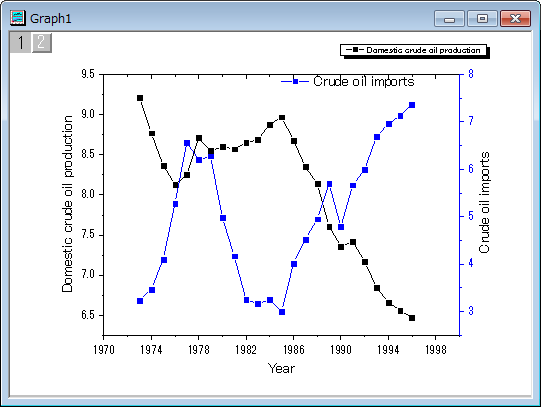 Graph1
1 2
Domestic crude oil production
Crude oil imports
9.5
9.0
8.5
8.0
7.5
7.0
6.5
Domestic crude oil production
8
7
6
5
4
3
Crude oil imports
1970 1974 1978 1982 1986 1990 1994 1998
Year